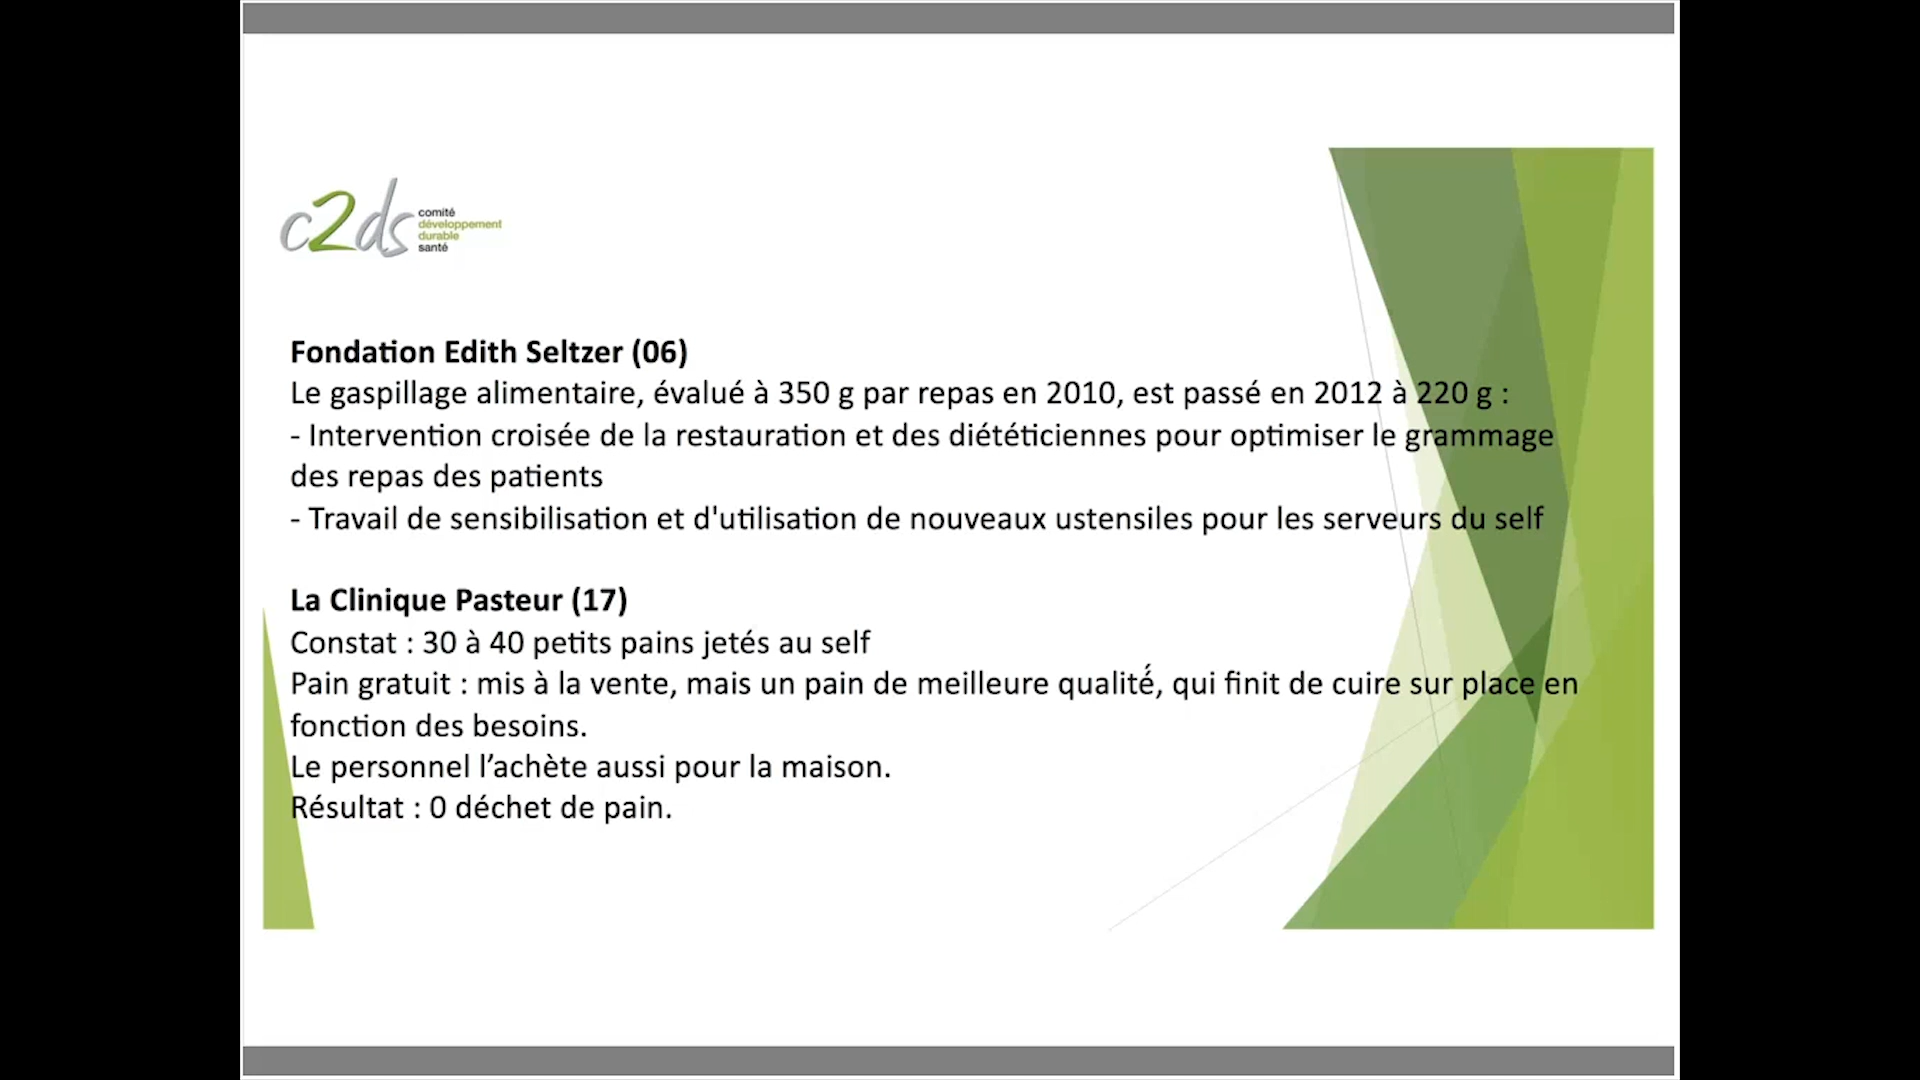 c2ds
comité
développement
durable
santé
Fondation Edith Seltzer (06)
Le gaspillage alimentaire, évalué à 350 g par repas en 2010, est passé en 2012 à 220 g :
- Intervention croisée de la restauration et des diététiciennes pour optimiser le grammage
des repas des patients
- Travail de sensibilisation et d'utilisation de nouveaux ustensiles pour les serveurs du self
La Clinique Pasteur (17)
Constat : 30 à 40 petits pains jetés au self
Pain gratuit : mis à la vente, mais un pain de meilleure qualité, qui finit de cuire sur place en
fonction des besoins.
Le personnel l’achète aussi pour la maison.
Résultat : 0 déchet de pain.